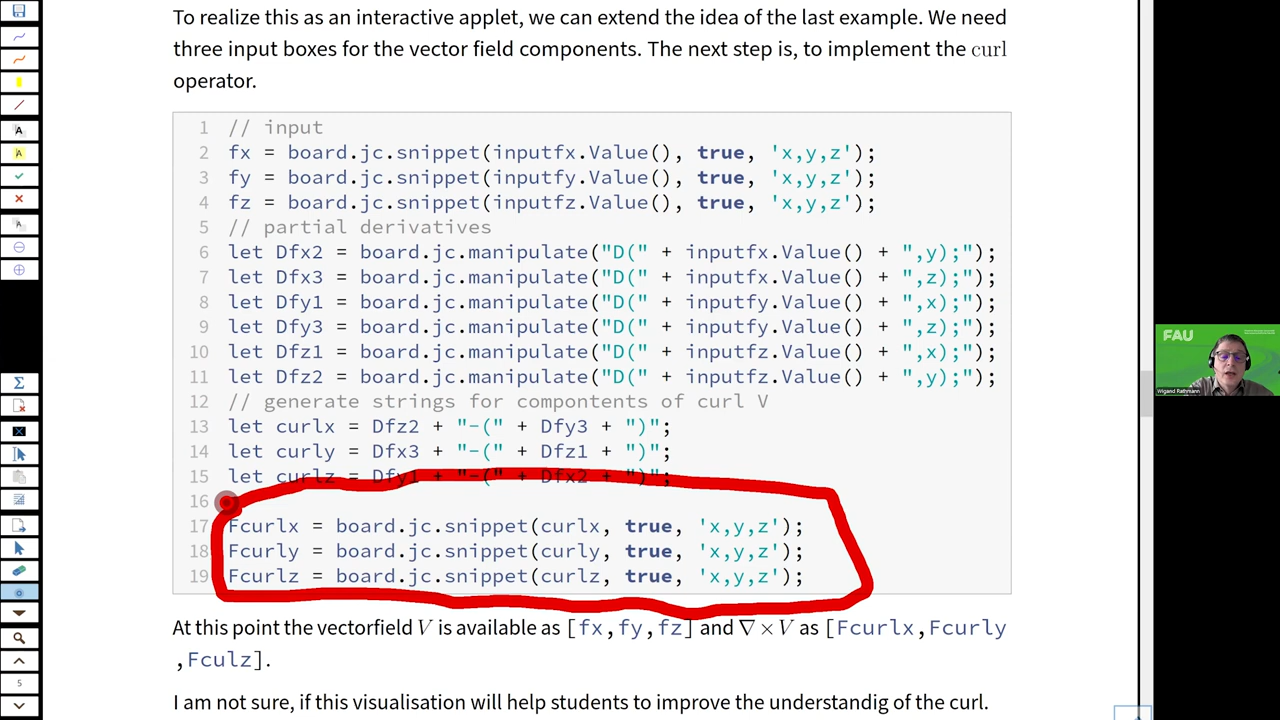 To realize this as an interactive applet, we can extend the idea of the last example. We need
three input boxes for the vector field components. The next step is, to implement the curl
operator.
1 // input
2 fx = board.jc.snippet(inputfx.Value(), true, 'x,y,z');
3 fy = board.jc.snippet(inputfy.Value(), true, 'x,y,z');
4 fz = board.jc.snippet(inputfz.Value(), true, 'x,y,z');
5 // partial derivatives
6 let Dfx2 = board.jc.manipulate("D(" + inputfx.Value() + ",y);");
7 let Dfx3 = board.jc.manipulate("D(" + inputfx.Value() + ",z);");
8 let Dfy1 = board.jc.manipulate("D(" + inputfy.Value() + ",x);");
9 let Dfy3 = board.jc.manipulate("D(" + inputfy.Value() + ",z);");
10 let Dfz1 = board.jc.manipulate("D(" + inputfz.Value() + ",x);");
11 let Dfz2 = board.jc.manipulate("D(" + inputfz.Value() + ",y);");
12 // generate strings for compontents of curl V
13 let curlx = Dfz2 + "-(" + Dfy3 + ")";
14 let curly = Dfx3 + "-(" + Dfz1 + ")";
15 let curlz = Dfy1 + "-(" + Dfx2 + ")";
16
17 Fcurlx = board.jc.snippet(curlx, true, 'x,y,z');
18 Fcurly = board.jc.snippet(curly, true, 'x,y,z');
19 Fcurlz = board.jc.snippet(curlz, true, 'x,y,z');
At this point the vectorfield V is available as [fx,fy,fz] and ∇ × V as [Fcurlx,Fcurly
,Fculz].
I am not sure, if this visualisation will help students to improve the understandig of the curl.
5
FAU
Wigand Rathmann